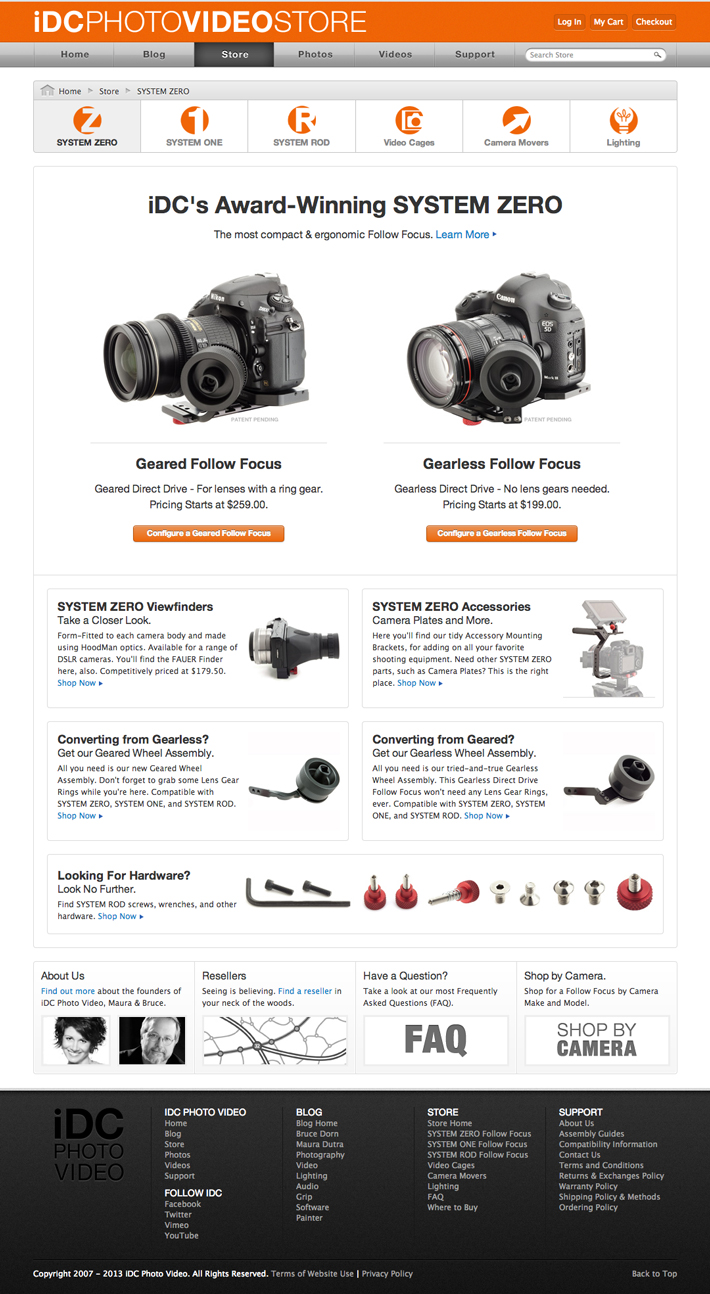 iDCPHOTOVIDEOSTORE
Log In My Cart Checkout
Home Blog Store Photos Videos Support Search Store
Home Store SYSTEM ZERO
SYSTEM ZERO SYSTEM ONE SYSTEM ROD Video Cages Camera Movers Lighting
iDC's Award-Winning SYSTEM ZERO
The most compact & ergonomic Follow Focus. Learn More
Nikon
Canon
EOS
5D
Mark III
PATENT PENDING
PATENT PENDING
Geared Follow Focus
Geared Direct Drive - For lenses with a ring gear.
Pricing Starts at $259.00.
Configure a Geared Follow Focus
Gearless Follow Focus
Gearless Direct Drive - No lens gears needed.
Pricing Starts at $199.00.
Configure a Gearless Follow Focus
SYSTEM ZERO Viewfinders
Take a Closer Look.
Form-Fitted to each camera body and made
using HoodMan optics. Available for a range of
DSLR cameras. You'll find the FAUER Finder
here, also. Competitively priced at $179.50.
Shop Now
SYSTEM ZERO Accessories
Camera Plates and More.
Here you'll find our tidy Accessory Mounting
Brackets, for adding on all your favorite
shooting equipment. Need other SYSTEM ZERO
parts, such as Camera Plates? This is the right
place. Shop Now
Converting from Gearless?
Get our Geared Wheel Assembly.
All you need is our new Geared Wheel
Assembly. Don't forget to grab some Lens Gear
Rings while you're here. Compatible with
SYSTEM ZERO, SYSTEM ONE, and SYSTEM ROD.
Shop Now
Converting from Geared?
Get our Gearless Wheel Assembly.
All you need is our tried-and-true Gearless
Wheel Assembly. This Gearless Direct Drive
Follow Focus won't need any Lens Gear Rings,
ever. Compatible with SYSTEM ZERO, SYSTEM
ONE, and SYSTEM ROD. Shop Now
Looking For Hardware?
Look No Further.
Find SYSTEM ROD screws, wrenches, and other
hardware. Shop Now
About Us
Find out more about the founders of
iDC Photo Video, Maura & Bruce.
Resellers
Seeing is believing. Find a reseller in
your neck of the woods.
Have a Question?
Take a look at our most Frequently
Asked Questions (FAQ).
FAQ
Shop by Camera.
Shop for a Follow Focus by Camera
Make and Model.
SHOP BY
CAMERA
iDC
PHOTO
VIDEO
IDC PHOTO VIDEO
Home
Blog
Store
Photos
Videos
Support
FOLLOW IDC
Facebook
Twitter
Vimeo
YouTube
BLOG
Blog Home
Bruce Dorn
Maura Dutra
Photography
Video
Lighting
Audio
Grip
Software
Painter
STORE
Store Home
SYSTEM ZERO Follow Focus
SYSTEM ONE Follow Focus
SYSTEM ROD Follow Focus
Video Cages
Camera Movers
Lighting
FAQ
Where to Buy
SUPPORT
About Us
Assembly Guides
Compatibility Information
Contact Us
Terms and Conditions
Returns & Exchanges Policy
Warranty Policy
Shipping Policy & Methods
Ordering Policy
Copyright 2007 - 2013 iDC Photo Video. All Rights Reserved. Terms of Website Use | Privacy Policy
Back to Top